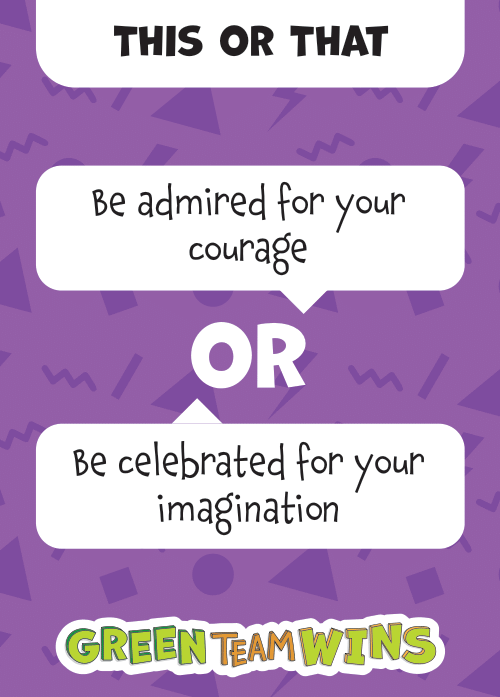 THIS OR THAT
Be admired for your
courage
OR
Be celebrated for your
imagination
GREEN TEAM WINS